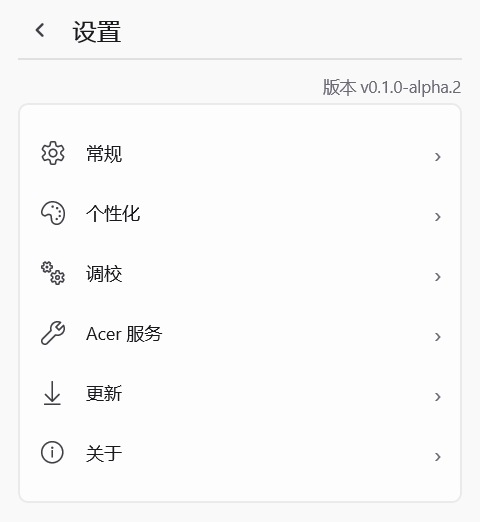 设置
版本 v0.1.0-alpha.2
常规
个性化
调校
Acer 服务
更新
关于